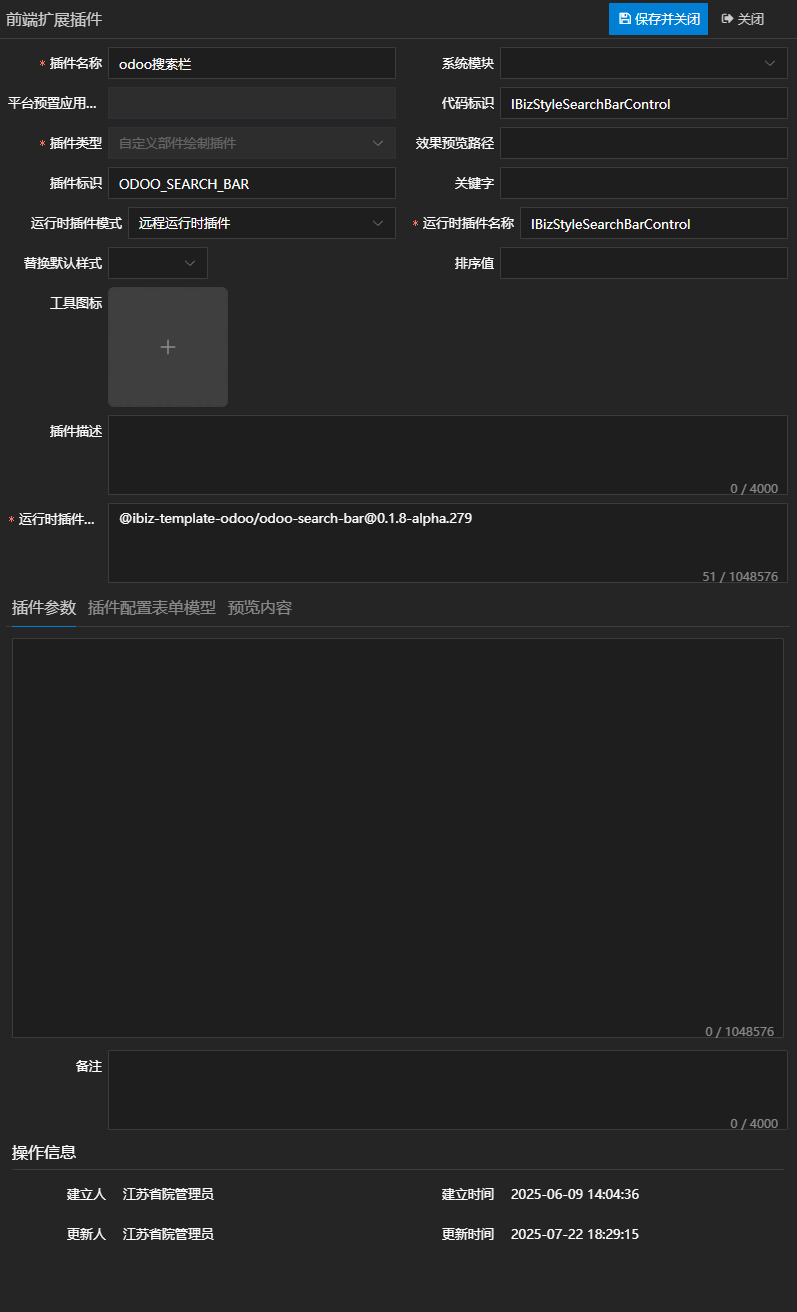 前端扩展插件 保存并关闭 关闭
* 插件名称 odoo搜索栏 系统模块
平台预置应用... 代码标识 IBizStyleSearchBarControl
* 插件类型 自定义部件绘制插件 效果预览路径
插件标识 ODOO_SEARCH_BAR 关键字
运行时插件模式 远程运行时插件 * 运行时插件名称 IBizStyleSearchBarControl
替换默认样式 排序值
工具图标
插件描述
0 / 4000
* 运行时插件... @ibiz-template-odoo/odoo-search-bar@0.1.8-alpha.279
51 / 1048576
插件参数 插件配置表单模型 预览内容
0 / 1048576
备注
0 / 4000
操作信息
建立人 江苏省院管理员 建立时间 2025-06-09 14:04:36
更新人 江苏省院管理员 更新时间 2025-07-22 18:29:15